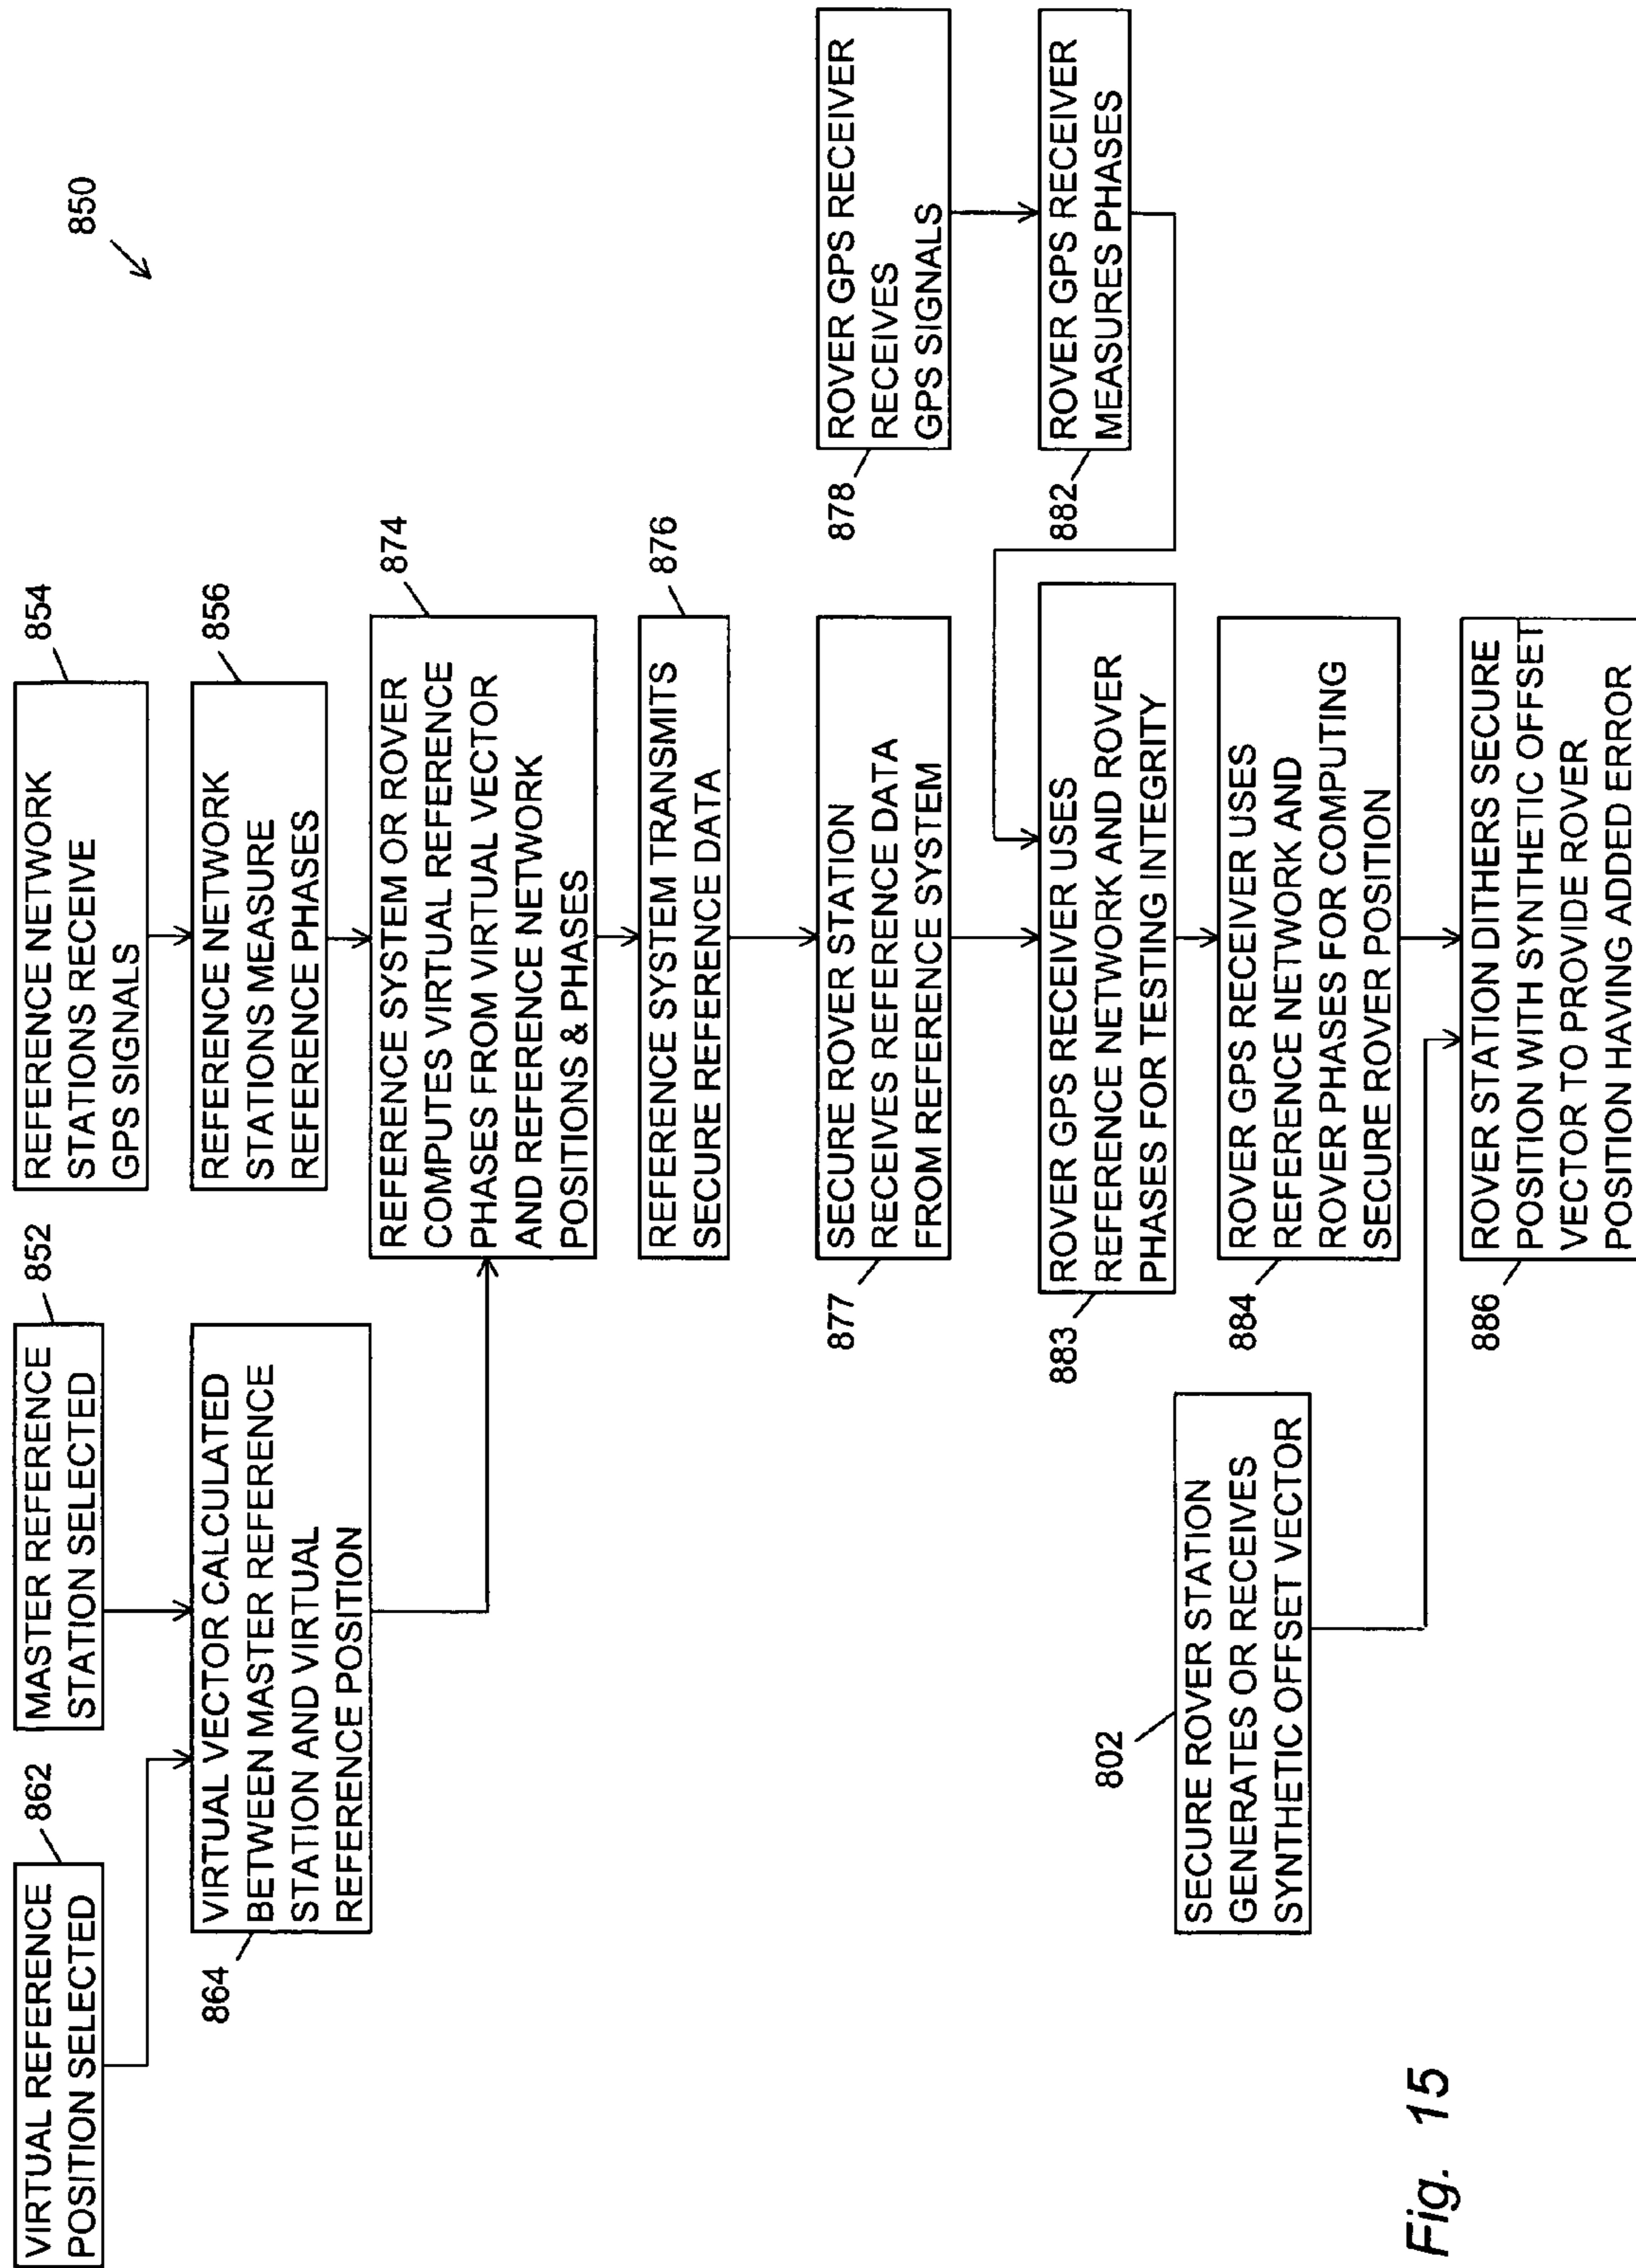 850
VIRTUAL REFERENCE
POSITION SELECTED
862
MASTER REFERENCE
STATION SELECTED
852
REFERENCE NETWORK
STATIONS RECEIVE
GPS SIGNALS
854
VIRTUAL VECTOR CALCULATED
BETWEEN MASTER REFERENCE
STATION AND VIRTUAL
REFERENCE POSITION
864
REFERENCE NETWORK
STATIONS MEASURE
REFERENCE PHASES
856
REFERENCE SYSTEM OR ROVER
COMPUTES VIRTUAL REFERENCE
PHASES FROM VIRTUAL VECTOR
AND REFERENCE NETWORK
POSITIONS & PHASES
874
REFERENCE SYSTEM TRANSMITS
SECURE REFERENCE DATA
876
SECURE ROVER STATION
RECEIVES REFERENCE DATA
FROM REFERENCE SYSTEM
877
ROVER GPS RECEIVER
RECEIVES
GPS SIGNALS
878
ROVER GPS RECEIVER
MEASURES PHASES
882
ROVER GPS RECEIVER USES
REFERENCE NETWORK AND ROVER
PHASES FOR TESTING INTEGRITY
883
802
SECURE ROVER STATION
GENERATES OR RECEIVES
SYNTHETIC OFFSET VECTOR
ROVER GPS RECEIVER USES
REFERENCE NETWORK AND
ROVER PHASES FOR COMPUTING
SECURE ROVER POSITION
884
ROVER STATION DITHERS SECURE
POSITION WITH SYNTHETIC OFFSET
VECTOR TO PROVIDE ROVER
POSITION HAVING ADDED ERROR
886
Fig. 15